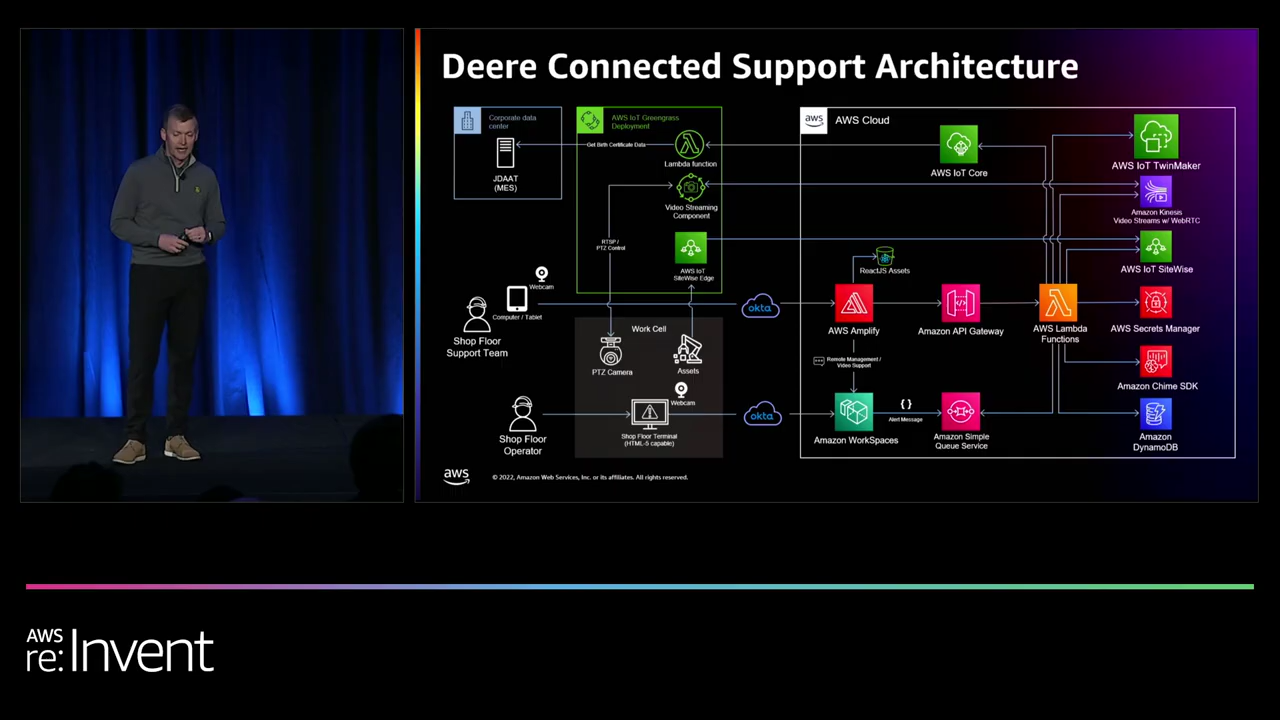 Deere Connected Support Architecture
Corporate data
center
JDAAT
(MES)
AWS IoT Greengrass
Deployment
Get Birth Certificate Data
Lambda function
Video Streaming
Component
RTSP /
PTZ Control
AWS IoT
SiteWise Edge
aws
AWS Cloud
AWS IoT Core
AWS IoT TwinMaker
Amazon Kinesis
Video Streams w/ WebRTC
AWS IoT SiteWise
ReactJS Assets
Webcam
Computer / Tablet
Shop Floor
Support Team
okta
AWS Amplify
Amazon API Gateway
AWS Lambda
Functions
AWS Secrets Manager
Work Cell
PTZ Camera
Assets
Remote Management /
Video Support
Amazon Chime SDK
Webcam
Shop Floor
Operator
Shop Floor Terminal
(HTML-5 capable)
okta
Amazon WorkSpaces
{ }
Alert Message
Amazon Simple
Queue Service
Amazon
DynamoDB
aws
© 2022, Amazon Web Services, Inc. or its affiliates. All rights reserved.
AWS
re:Invent